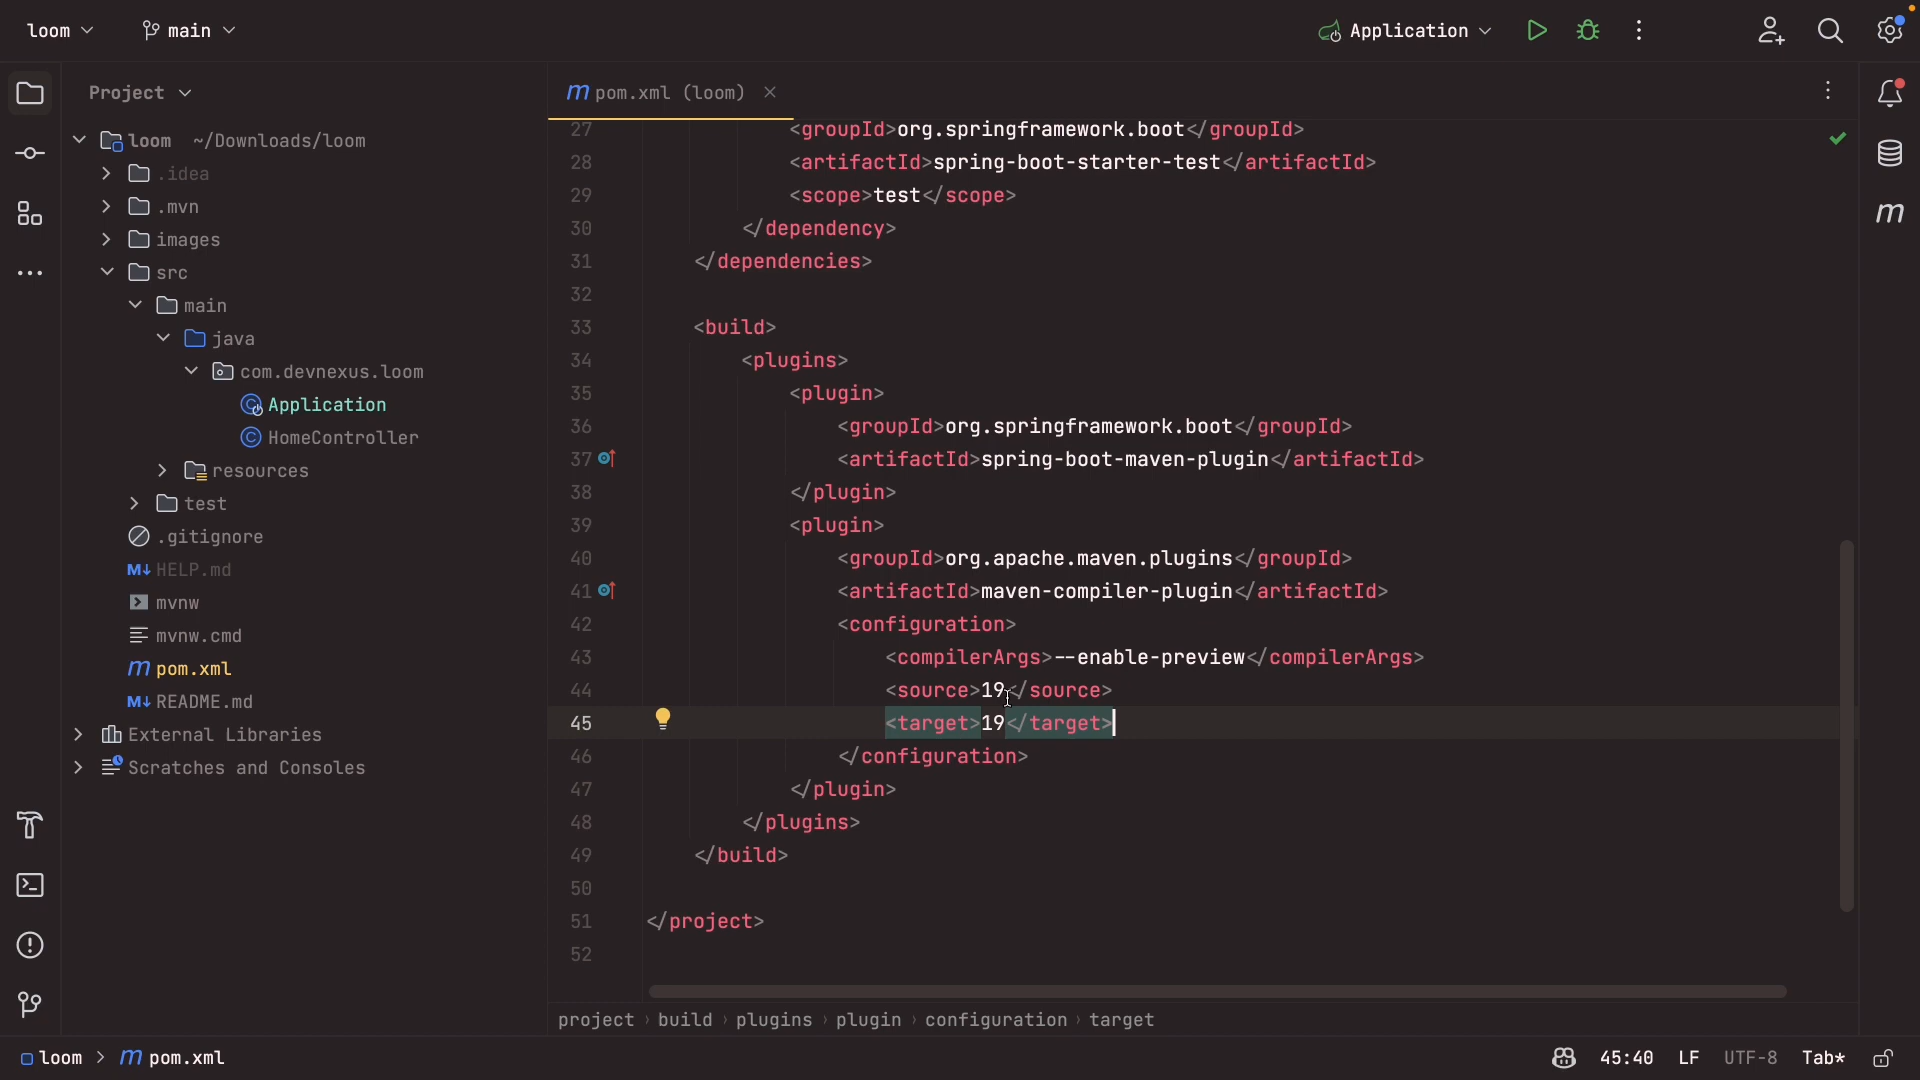 loom
main
Application
Project
m pom.xml (loom)
loom ~/Downloads/loom
.idea
.mvn
images
src
main
java
com.devnexus.loom
C Application
C HomeController
resources
test
.gitignore
M↓ HELP.md
mvnw
mvnw.cmd
m pom.xml
M↓ README.md
External Libraries
Scratches and Consoles
27 <groupId>org.springframework.boot</groupId>
28 <artifactId>spring-boot-starter-test</artifactId>
29 <scope>test</scope>
30 </dependency>
31 </dependencies>
32
33 <build>
34 <plugins>
35 <plugin>
36 <groupId>org.springframework.boot</groupId>
37 <artifactId>spring-boot-maven-plugin</artifactId>
38 </plugin>
39 <plugin>
40 <groupId>org.apache.maven.plugins</groupId>
41 <artifactId>maven-compiler-plugin</artifactId>
42 <configuration>
43 <compilerArgs>--enable-preview</compilerArgs>
44 <source>19</source>
45 <target>19</target>
46 </configuration>
47 </plugin>
48 </plugins>
49 </build>
50
51 </project>
52
m
project › build › plugins › plugin › configuration › target
loom > m pom.xml
45:40 LF UTF-8 Tab*